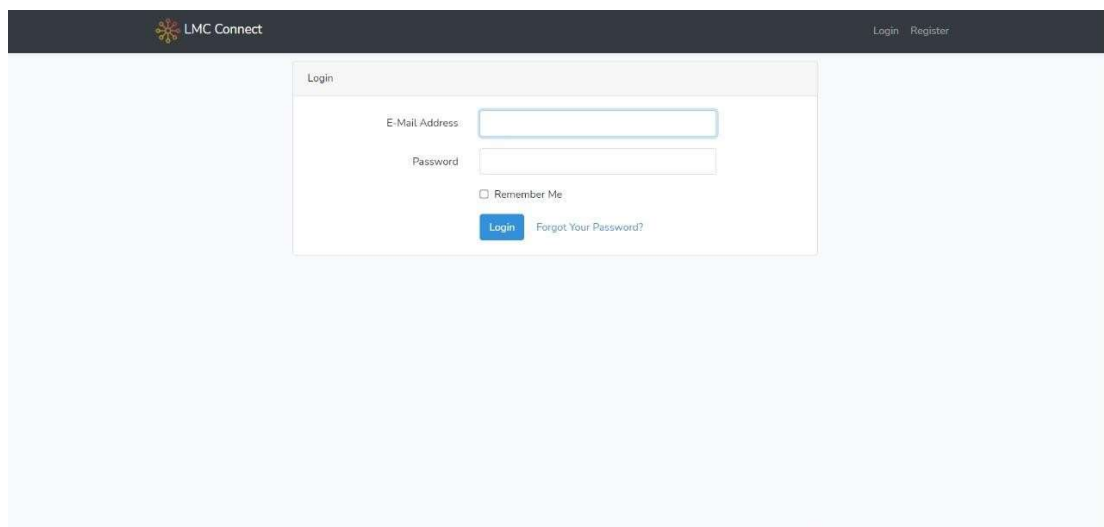 LMC Connect
Login Register
Login
E-Mail Address
Password
Remember Me
Login Forgot Your Password?